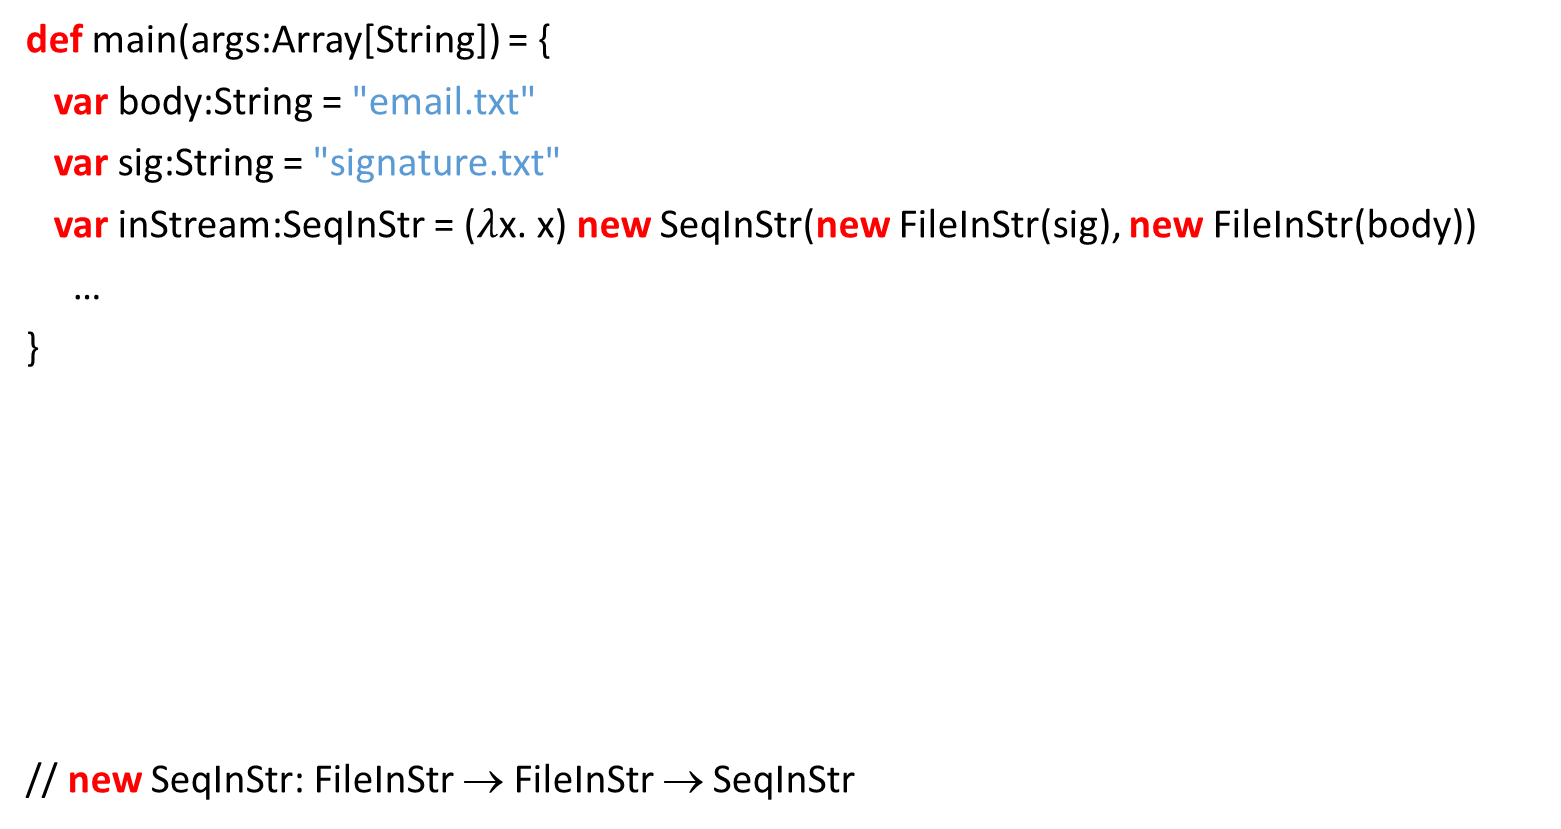 def main(args:Array[String]) = {
var body:String = "email.txt"
var sig:String = "signature.txt"
var inStream:SeqInStr = (λx. x) new SeqInStr(new FileInStr(sig), new FileInStr(body))
...
}
// new SeqInStr: FileInStr → FileInStr → SeqInStr